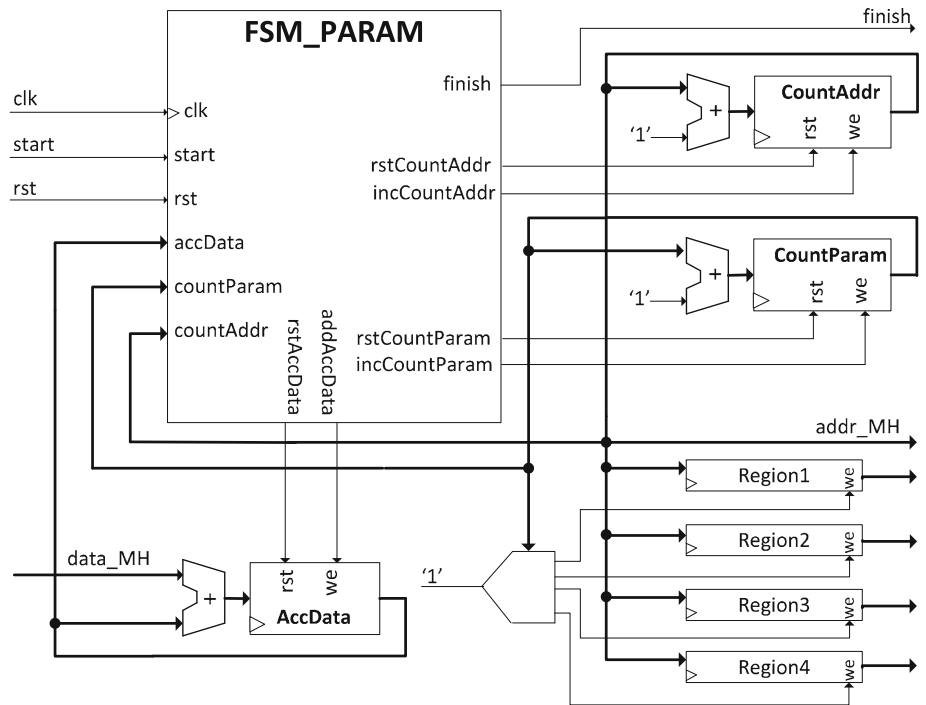 finish
FSM_PARAM
finish
CountAddr
rst
we
+
'1'
clk
clk
start
start
rst
rst
rstCountAddr
incCountAddr
accData
countParam
countAddr
CountParam
rst
we
+
'1'
rstAccData
addAccData
rstCountParam
incCountParam
addr_MH
Region1
we
Region2
we
Region3
we
Region4
we
data_MH
+
rst
we
AccData
'1'